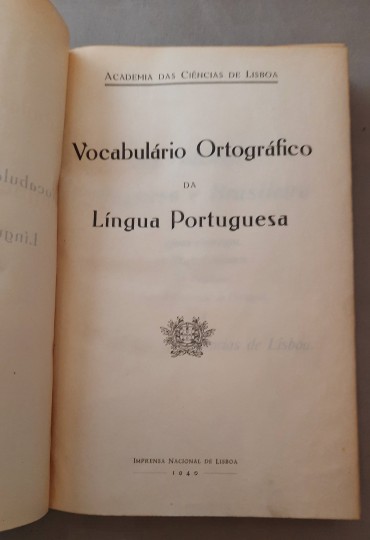 ACADEMIA DAS CIÊNCIAS DE LISBOA
Vocabulário Ortográfico
DA
Língua Portuguesa
IMPRENSA NACIONAL DE LISBOA
1940